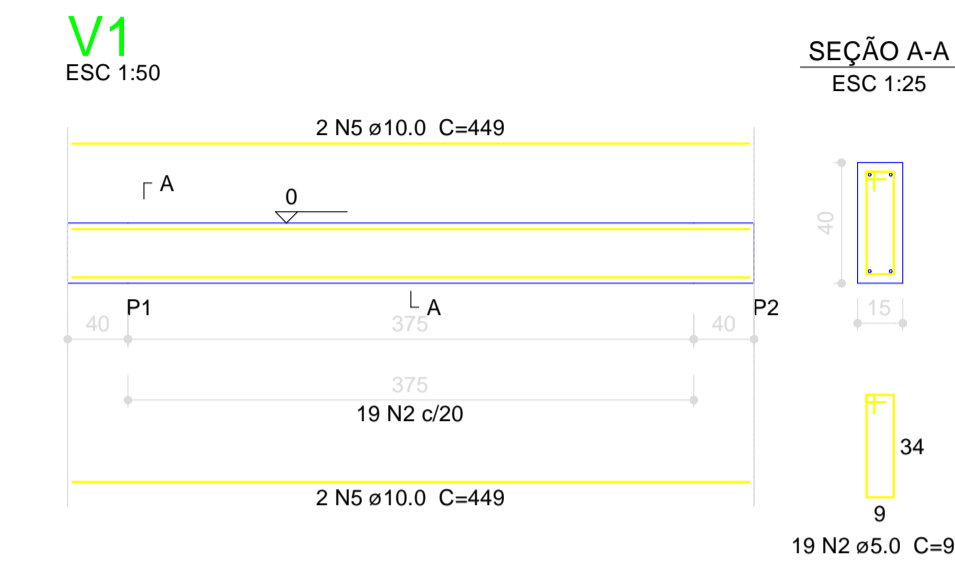 V1
ESC 1:50
SEÇÃO A-A
ESC 1:25
2 N5 ø10.0 C=449
A
0
40
P1
A
P2
40
375
40
15
375
19 N2 c/20
34
2 N5 ø10.0 C=449
9
19 N2 ø5.0 C=9